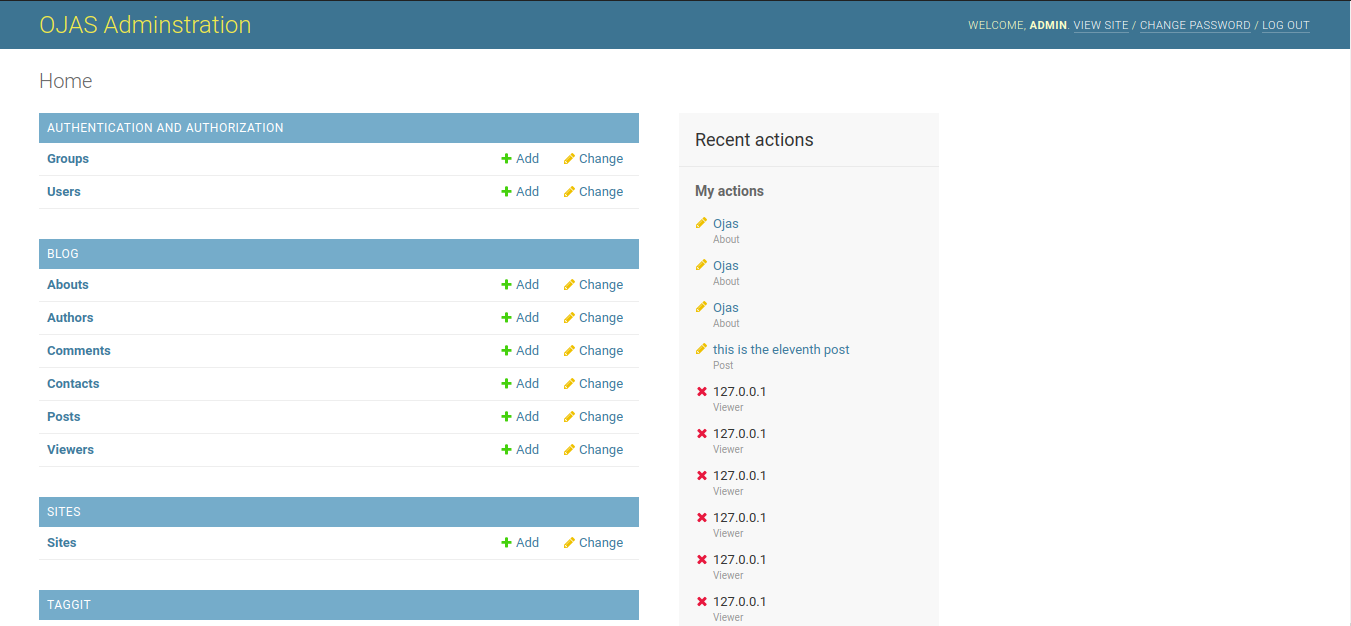 OJAS Adminstration
WELCOME, ADMIN. VIEW SITE / CHANGE PASSWORD / LOG OUT
Home
AUTHENTICATION AND AUTHORIZATION
Groups Add Change
Users Add Change
BLOG
Abouts Add Change
Authors Add Change
Comments Add Change
Contacts Add Change
Posts Add Change
Viewers Add Change
SITES
Sites Add Change
TAGGIT
Recent actions
My actions
Ojas
About
Ojas
About
Ojas
About
this is the eleventh post
Post
127.0.0.1
Viewer
127.0.0.1
Viewer
127.0.0.1
Viewer
127.0.0.1
Viewer
127.0.0.1
Viewer
127.0.0.1
Viewer